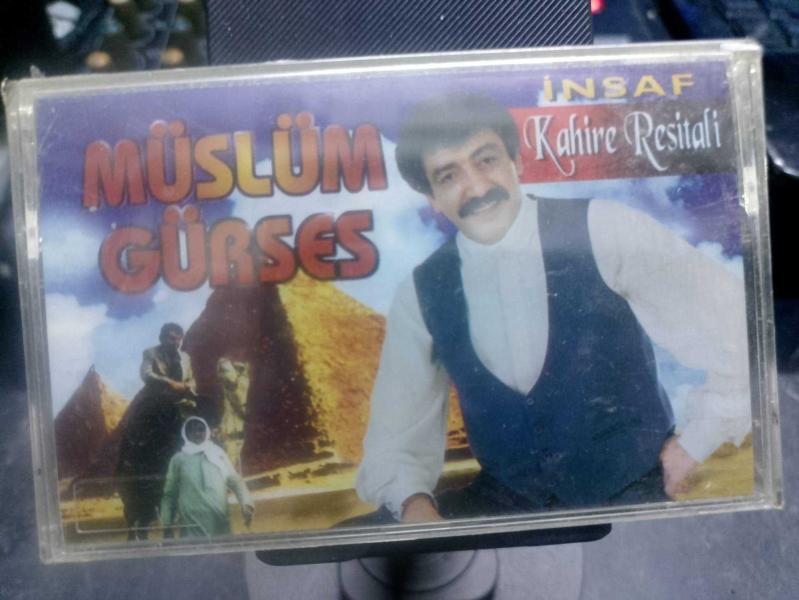 İNSAF
Kahire Resitali
MÜSLÜM
GÜRSES